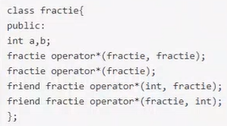 class fractie{
public:
int a,b;
fractie operator*(fractie, fractie);
fractie operator*(fractie);
friend fractie operator*(int, fractie);
friend fractie operator*(fractie, int);
};